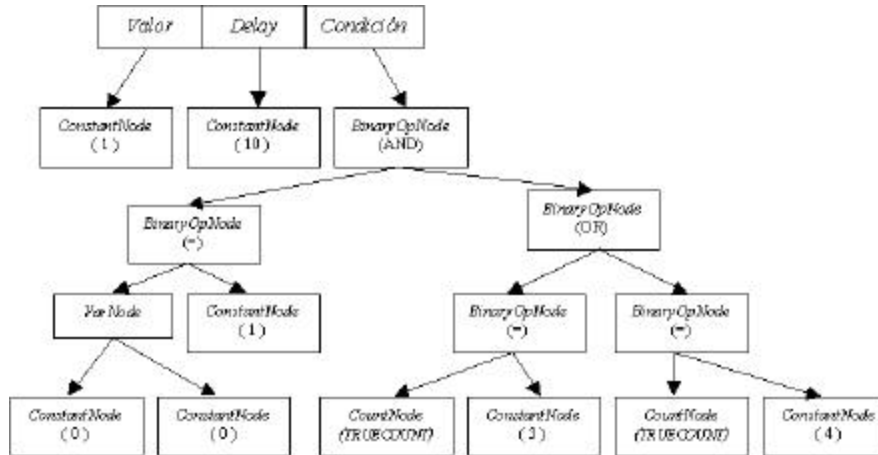 Valor Delay Condición
ConstantNode
(1)
ConstantNode
(10)
BinaryOpNode
(AND)
BinaryOpNode
(=)
BinaryOpNode
(OR)
VarNode
ConstantNode
(1)
BinaryOpNode
(=)
BinaryOpNode
(=)
ConstantNode
(0)
ConstantNode
(0)
CountNode
(TRUECOUNT)
ConstantNode
(3)
CountNode
(TRUECOUNT)
ConstantNode
(4)